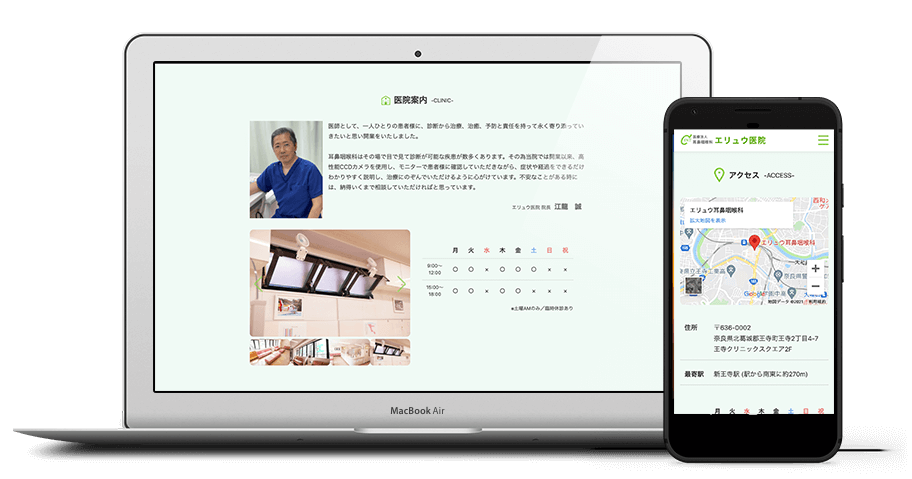 医院案内 -CLINIC-
医師として、一人ひとりの患者様に、診断から治療、治癒、予防と責任を持って永く寄り添ってい
きたいと思い開業をいたしました。
耳鼻咽喉科はその場で目で見て診断が可能な疾患が数多くあります。その為当院では開業以来、高
性能CCDカメラを使用し、モニターで患者様に確認していただきながら、症状や経過をできるだけ
わかりやすく説明し、治療にのぞんでいただけるように心がけています。不安なことがある時に
は、納得いくまで相談していただければと思っています。
エリュウ医院 院長 江龍 誠
月 火 水 木 金 土 日 祝
9:00〜
12:00 ○ ○ × ○ ○ ○ × ×
15:00〜
18:00 ○ ○ × ○ ○ × × ×
●土曜AMのみ／臨時休診あり
MacBook Air
医療法人
耳鼻咽喉科 エリュウ医院
アクセス -ACCESS-
エリュウ耳鼻咽喉科
拡大地図を表示
エリュウ耳鼻咽喉科
+
−
地図データ ©2021
利用規約
住所 〒636-0002
奈良県北葛城郡王寺町王寺2丁目4-7
王寺クリニックスクエア2F
最寄駅 新王寺駅 (駅から南東に約270m)
月 火 水 木 金 土 日 祝